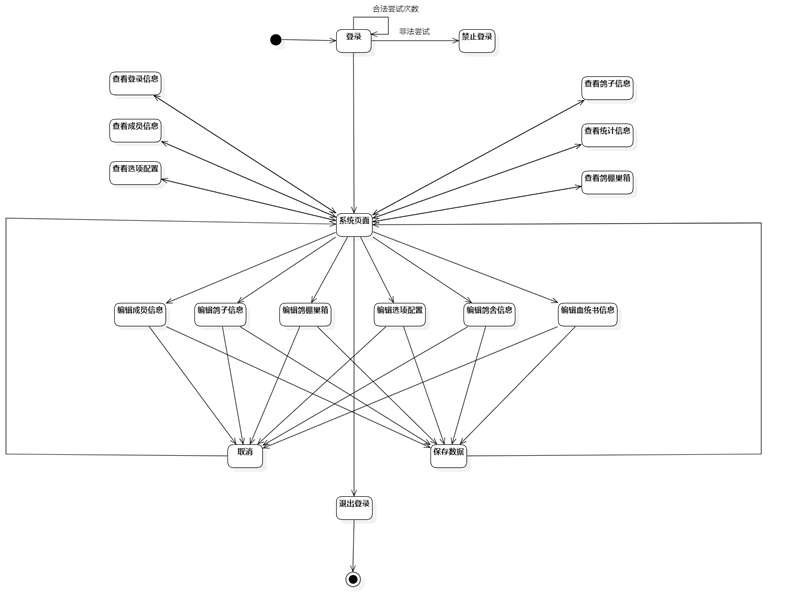 合法尝试次数
登录
非法尝试
禁止登录
查看登录信息
查看鸽子信息
查看成员信息
查看统计信息
查看选项配置
查看鸽棚巢箱
系统页面
编辑成员信息
编辑鸽子信息
编辑鸽棚巢箱
编辑选项配置
编辑鸽舍信息
编辑血统书信息
取消
保存数据
退出登录